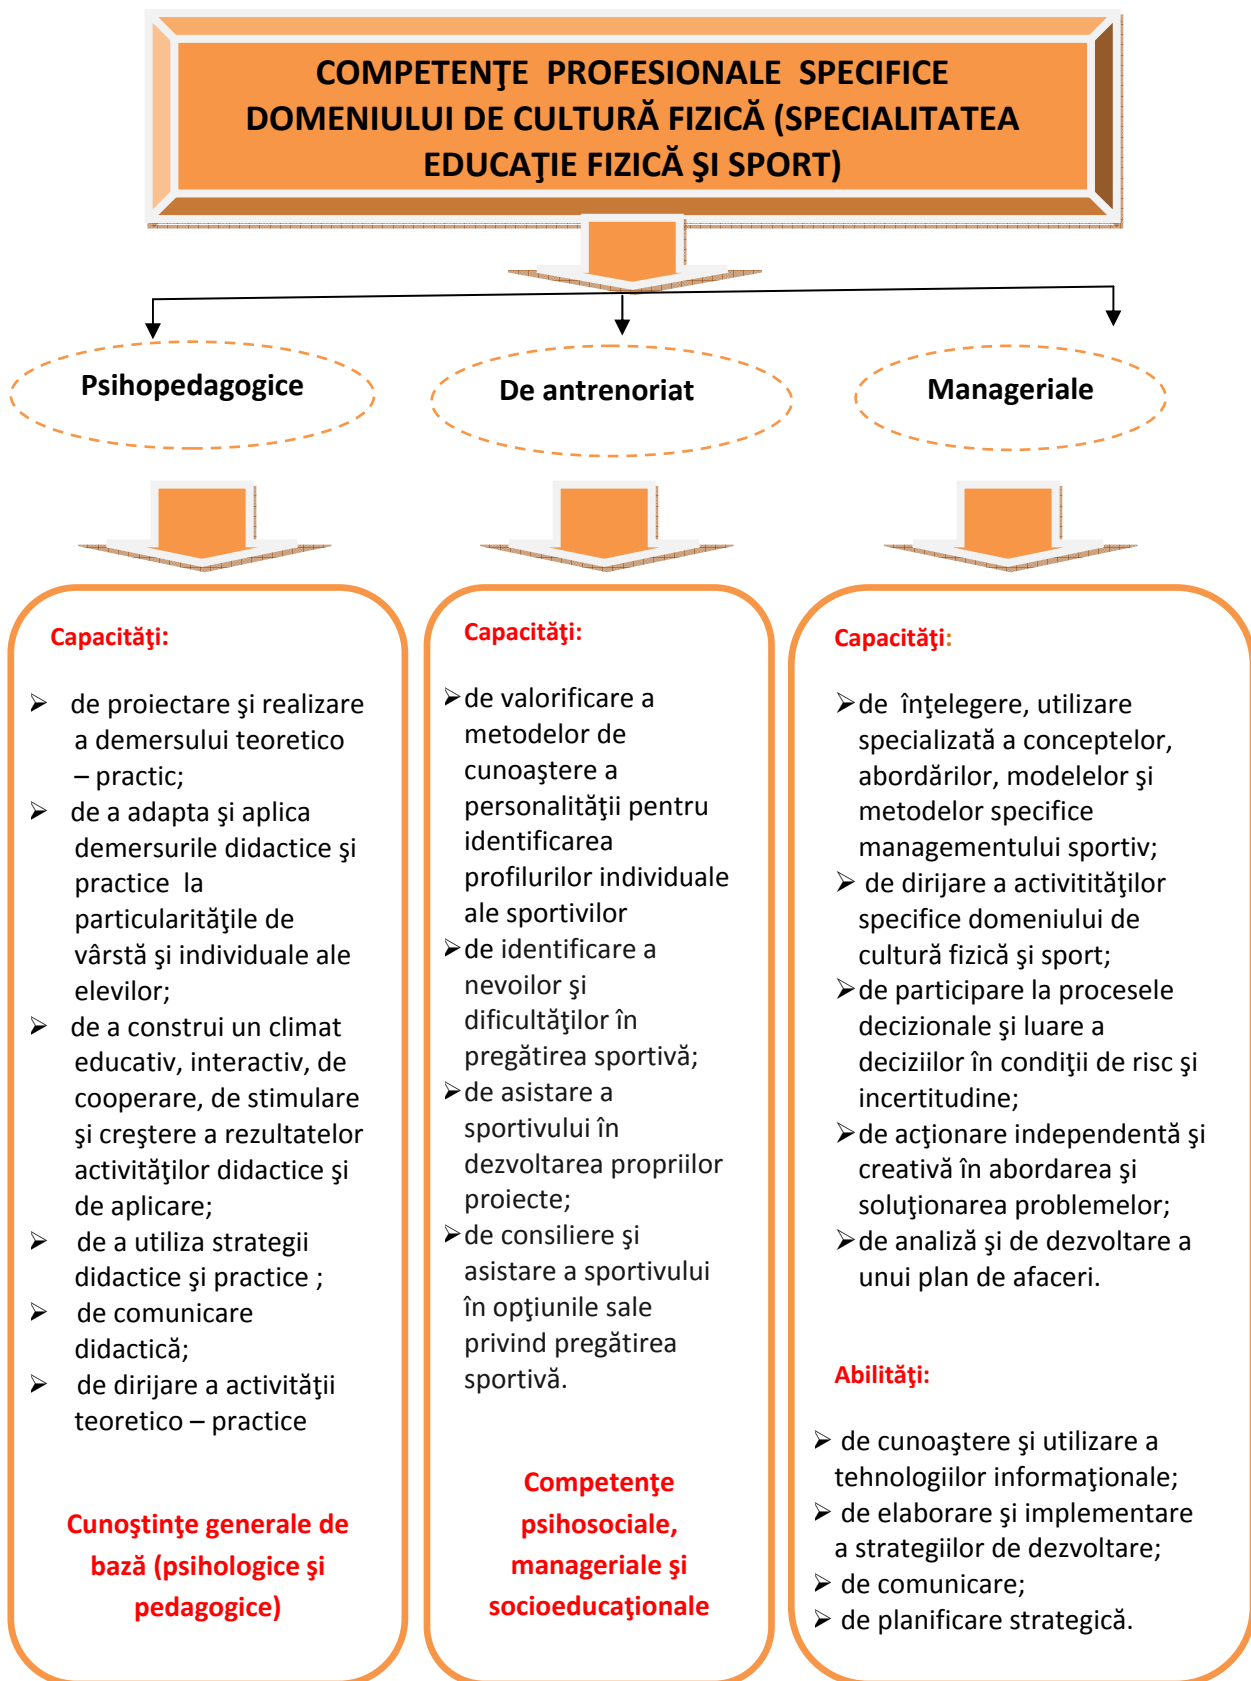 COMPETENŢE PROFESIONALE SPECIFICE
DOMENIULUI DE CULTURĂ FIZICĂ (SPECIALITATEA
EDUCAŢIE FIZICĂ ŞI SPORT)
Psihopedagogice
De antrenoriat
Manageriale
Capacităţi:
➢ de proiectare şi realizare
a demersului teoretico
– practic;
➢ de a adapta şi aplica
demersurile didactice şi
practice la
particularităţile de
vârstă şi individuale ale
elevilor;
➢ de a construi un climat
educativ, interactiv, de
cooperare, de stimulare
şi creştere a rezultatelor
activităţilor didactice şi
de aplicare;
➢ de a utiliza strategii
didactice şi practice ;
➢ de comunicare
didactică;
➢ de dirijare a activităţii
teoretico – practice
Cunoştinţe generale de
bază (psihologice şi
pedagogice)
Capacităţi:
➢ de valorificare a
metodelor de
cunoaştere a
personalităţii pentru
identificarea
profilurilor individuale
ale sportivilor
➢ de identificare a
nevoilor şi
dificultăţilor în
pregătirea sportivă;
➢ de asistare a
sportivului în
dezvoltarea propriilor
proiecte;
➢ de consiliere şi
asistare a sportivului
în opţiunile sale
privind pregătirea
sportivă.
Competenţe
psihosociale,
manageriale şi
socioeducaţionale
Capacităţi:
➢ de înţelegere, utilizare
specializată a conceptelor,
abordărilor, modelelor şi
metodelor specifice
managementului sportiv;
➢ de dirijare a activitităţilor
specifice domeniului de
cultură fizică şi sport;
➢ de participare la procesele
decizionale şi luare a
deciziilor în condiţii de risc şi
incertitudine;
➢ de acţionare independentă şi
creativă în abordarea şi
soluţionarea problemelor;
➢ de analiză şi de dezvoltare a
unui plan de afaceri.
Abilităţi:
➢ de cunoaştere şi utilizare a
tehnologiilor informaţionale;
➢ de elaborare şi implementare
a strategiilor de dezvoltare;
➢ de comunicare;
➢ de planificare strategică.